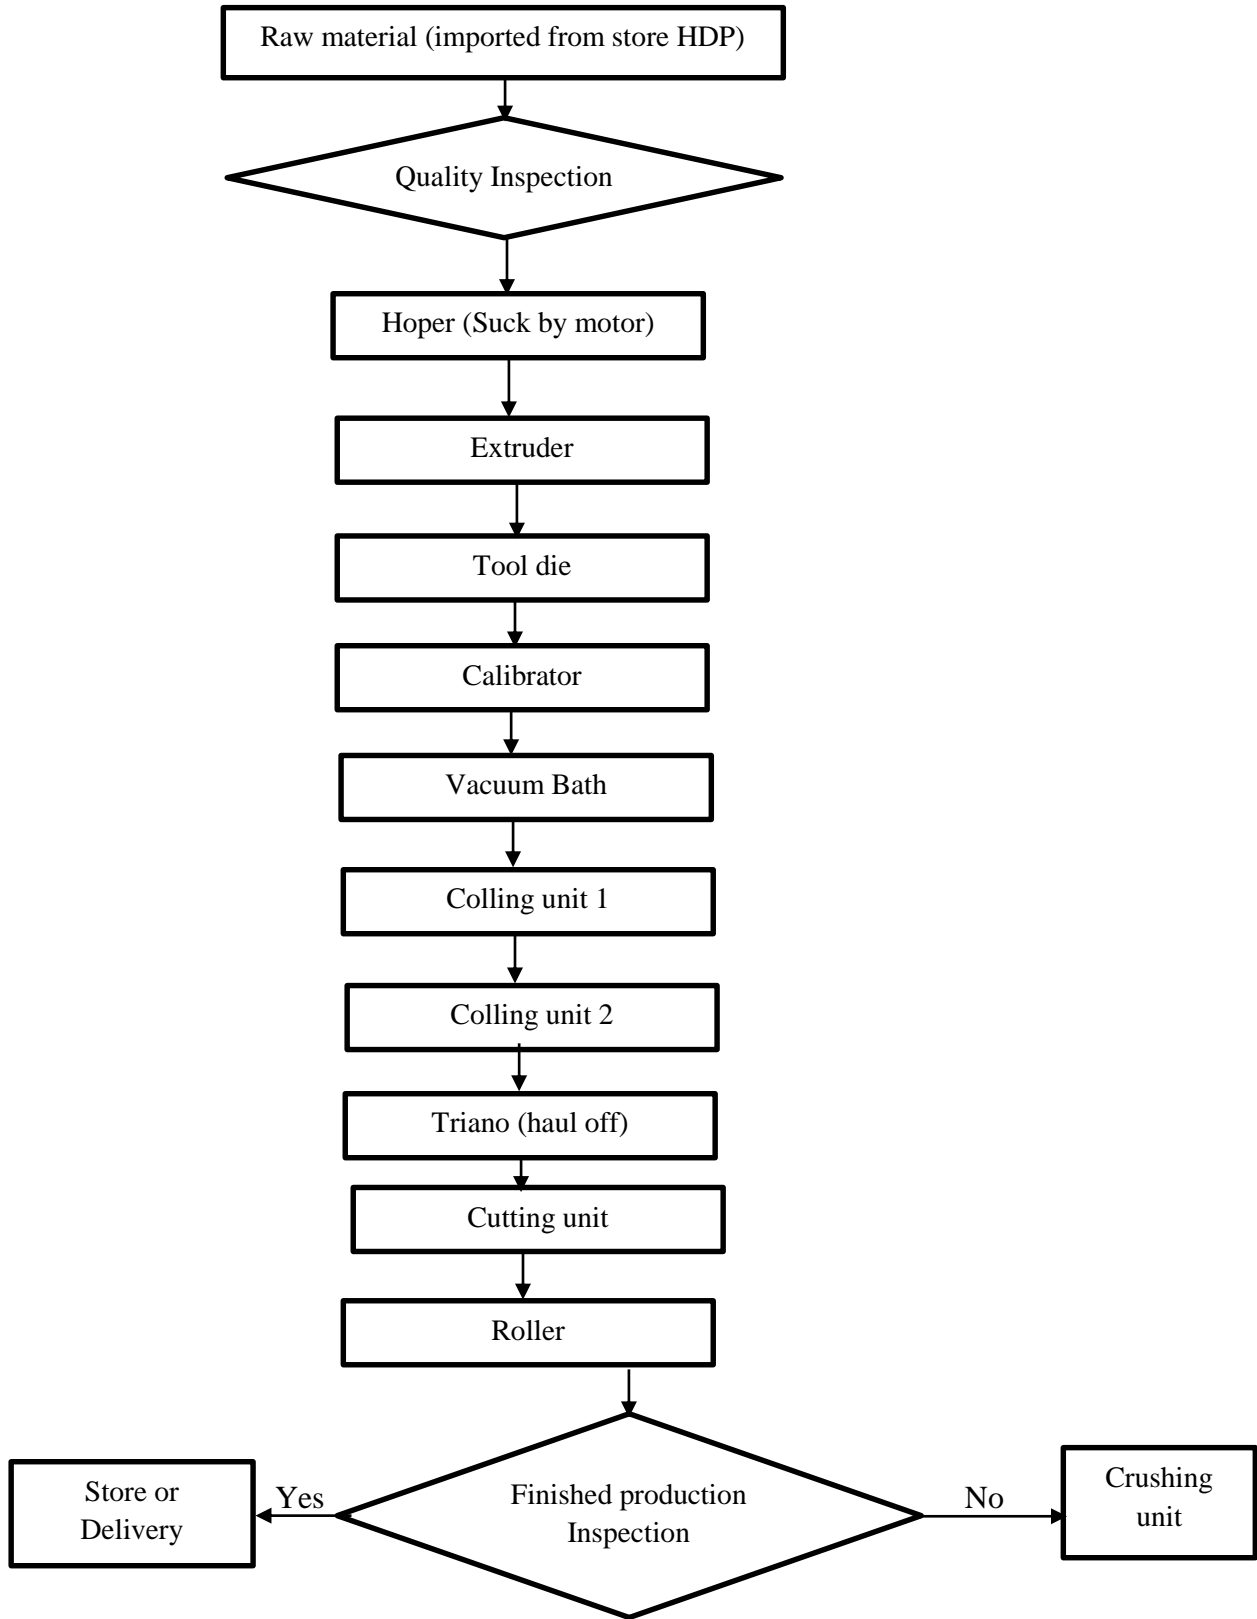 Raw material (imported from store HDP)
Quality Inspection
Hoper (Suck by motor)
Extruder
Tool die
Calibrator
Vacuum Bath
Colling unit 1
Colling unit 2
Triano (haul off)
Cutting unit
Roller
Store or
Delivery
Yes
Finished production
Inspection
No
Crushing
unit